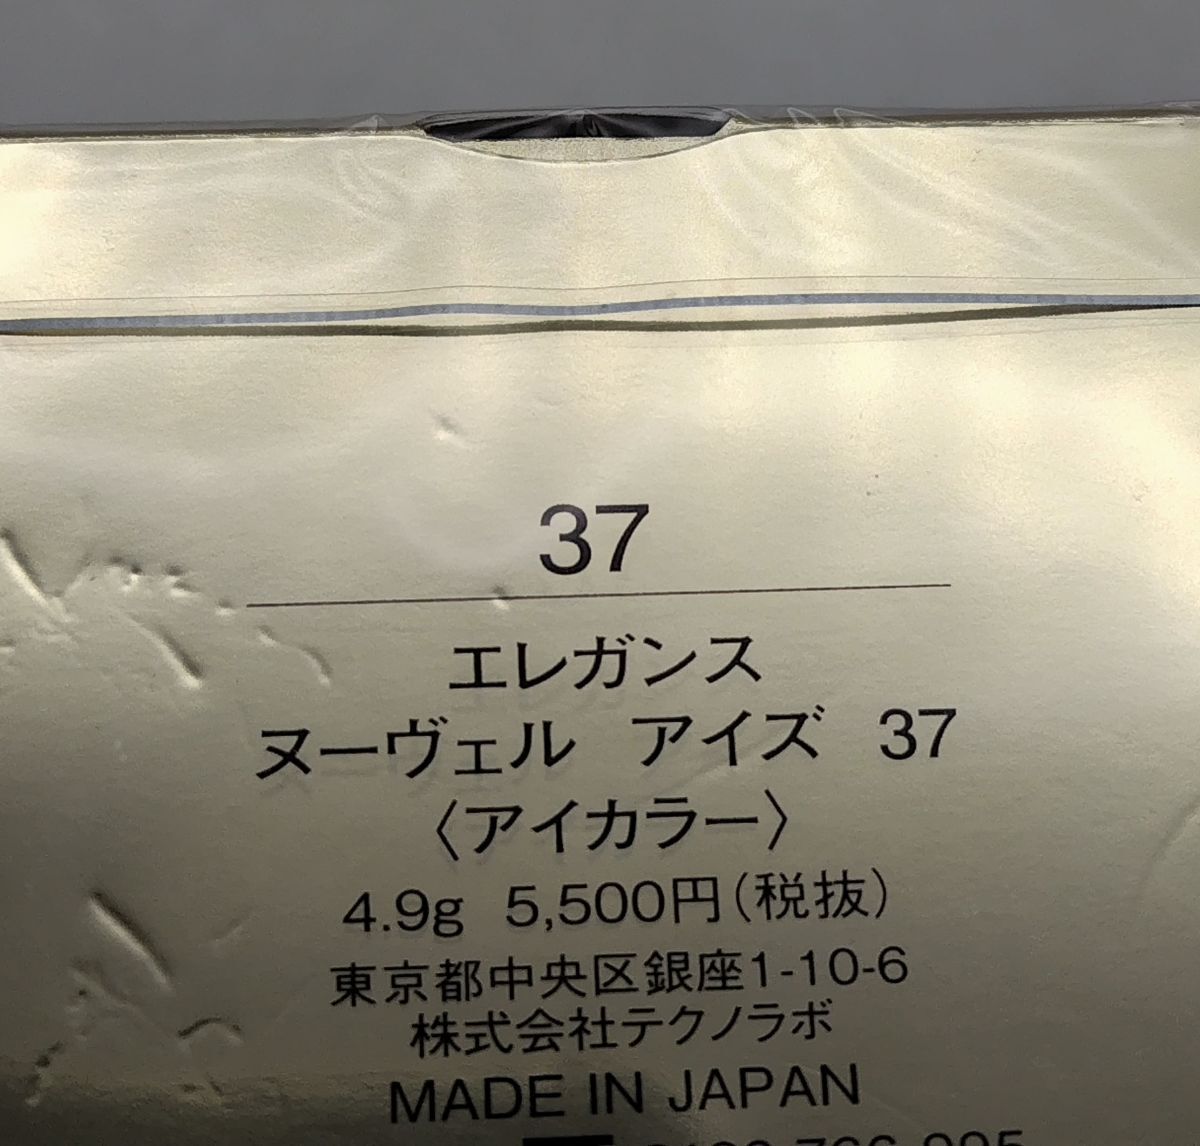 37
エレガンス
ヌーヴェル アイズ 37
〈アイカラー〉
4.9g 5,500円(税抜)
東京都中央区銀座1-10-6
株式会社テクノラボ
MADE IN JAPAN